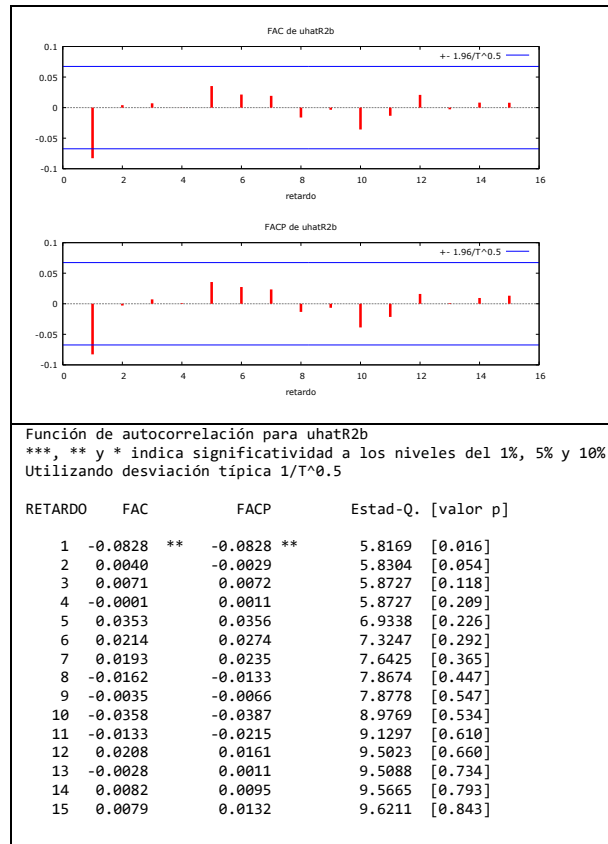 FAC de uhatR2b
+- 1.96/T^0.5
0.1
0.05
0
-0.05
-0.1
0 2 4 6 8 10 12 14 16
retardo
FACP de uhatR2b
+- 1.96/T^0.5
0.1
0.05
0
-0.05
-0.1
0 2 4 6 8 10 12 14 16
retardo
Función de autocorrelación para uhatR2b
***, ** y * indica significatividad a los niveles del 1%, 5% y 10%
Utilizando desviación típica 1/T^0.5
RETARDO FAC FACP Estad-Q. [valor p]
1 -0.0828 ** -0.0828 ** 5.8169 [0.016]
2 0.0040 -0.0029 5.8304 [0.054]
3 0.0071 0.0072 5.8727 [0.118]
4 -0.0001 0.0011 5.8727 [0.209]
5 0.0353 0.0356 6.9338 [0.226]
6 0.0214 0.0274 7.3247 [0.292]
7 0.0193 0.0235 7.6425 [0.365]
8 -0.0162 -0.0133 7.8674 [0.447]
9 -0.0035 -0.0066 7.8778 [0.547]
10 -0.0358 -0.0387 8.9769 [0.534]
11 -0.0133 -0.0215 9.1297 [0.610]
12 0.0208 0.0161 9.5023 [0.660]
13 -0.0028 0.0011 9.5088 [0.734]
14 0.0082 0.0095 9.5665 [0.793]
15 0.0079 0.0132 9.6211 [0.843]